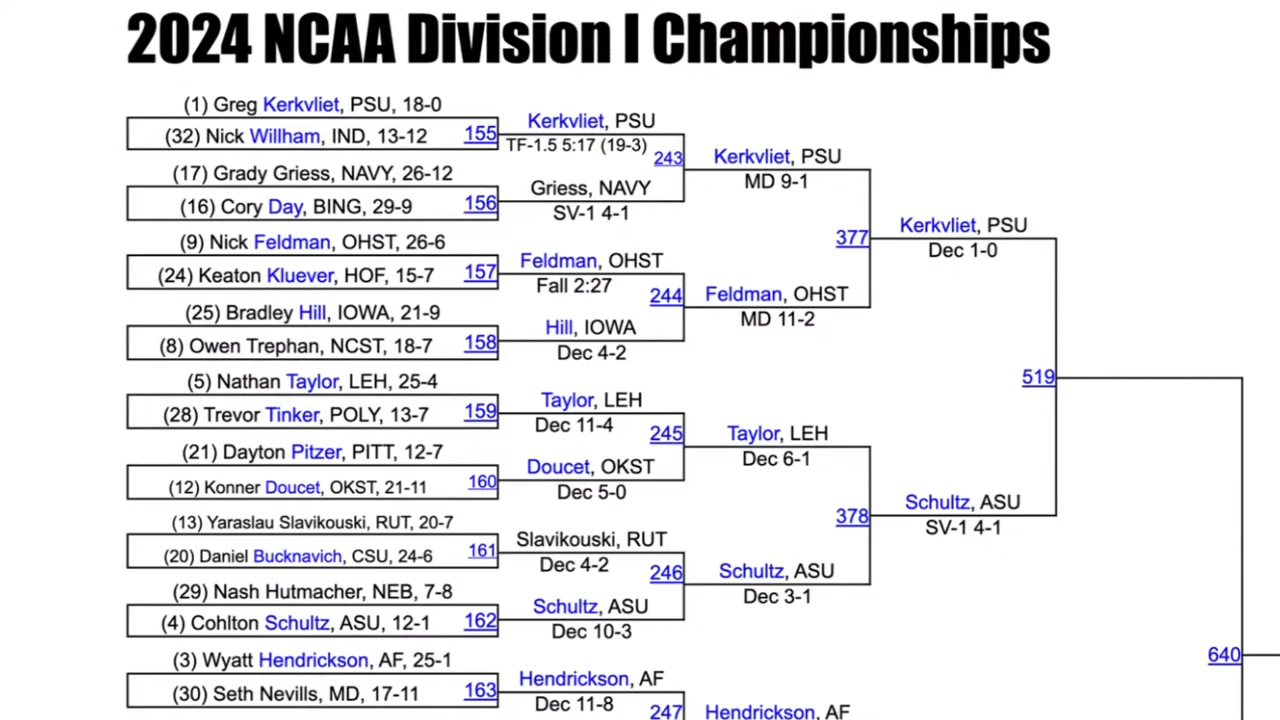 2024 NCAA Division I Championships
(1) Greg Kerkvliet, PSU, 18-0
(32) Nick Willham, IND, 13-12
155
Kerkvliet, PSU
TF-1.5 5:17 (19-3)
(17) Grady Griess, NAVY, 26-12
(16) Cory Day, BING, 29-9
156
Griess, NAVY
SV-1 4-1
243
Kerkvliet, PSU
MD 9-1
(9) Nick Feldman, OHST, 26-6
(24) Keaton Kluever, HOF, 15-7
157
Feldman, OHST
Fall 2:27
(25) Bradley Hill, IOWA, 21-9
(8) Owen Trephan, NCST, 18-7
158
Hill, IOWA
Dec 4-2
244
Feldman, OHST
MD 11-2
377
Kerkvliet, PSU
Dec 1-0
(5) Nathan Taylor, LEH, 25-4
(28) Trevor Tinker, POLY, 13-7
159
Taylor, LEH
Dec 11-4
(21) Dayton Pitzer, PITT, 12-7
(12) Konner Doucet, OKST, 21-11
160
Doucet, OKST
Dec 5-0
245
Taylor, LEH
Dec 6-1
(13) Yaraslau Slavikouski, RUT, 20-7
(20) Daniel Bucknavich, CSU, 24-6
161
Slavikouski, RUT
Dec 4-2
(29) Nash Hutmacher, NEB, 7-8
(4) Cohlton Schultz, ASU, 12-1
162
Schultz, ASU
Dec 10-3
246
Schultz, ASU
Dec 3-1
378
Schultz, ASU
SV-1 4-1
519
(3) Wyatt Hendrickson, AF, 25-1
(30) Seth Nevills, MD, 17-11
163
Hendrickson, AF
Dec 11-8
247
Hendrickson, AF
640